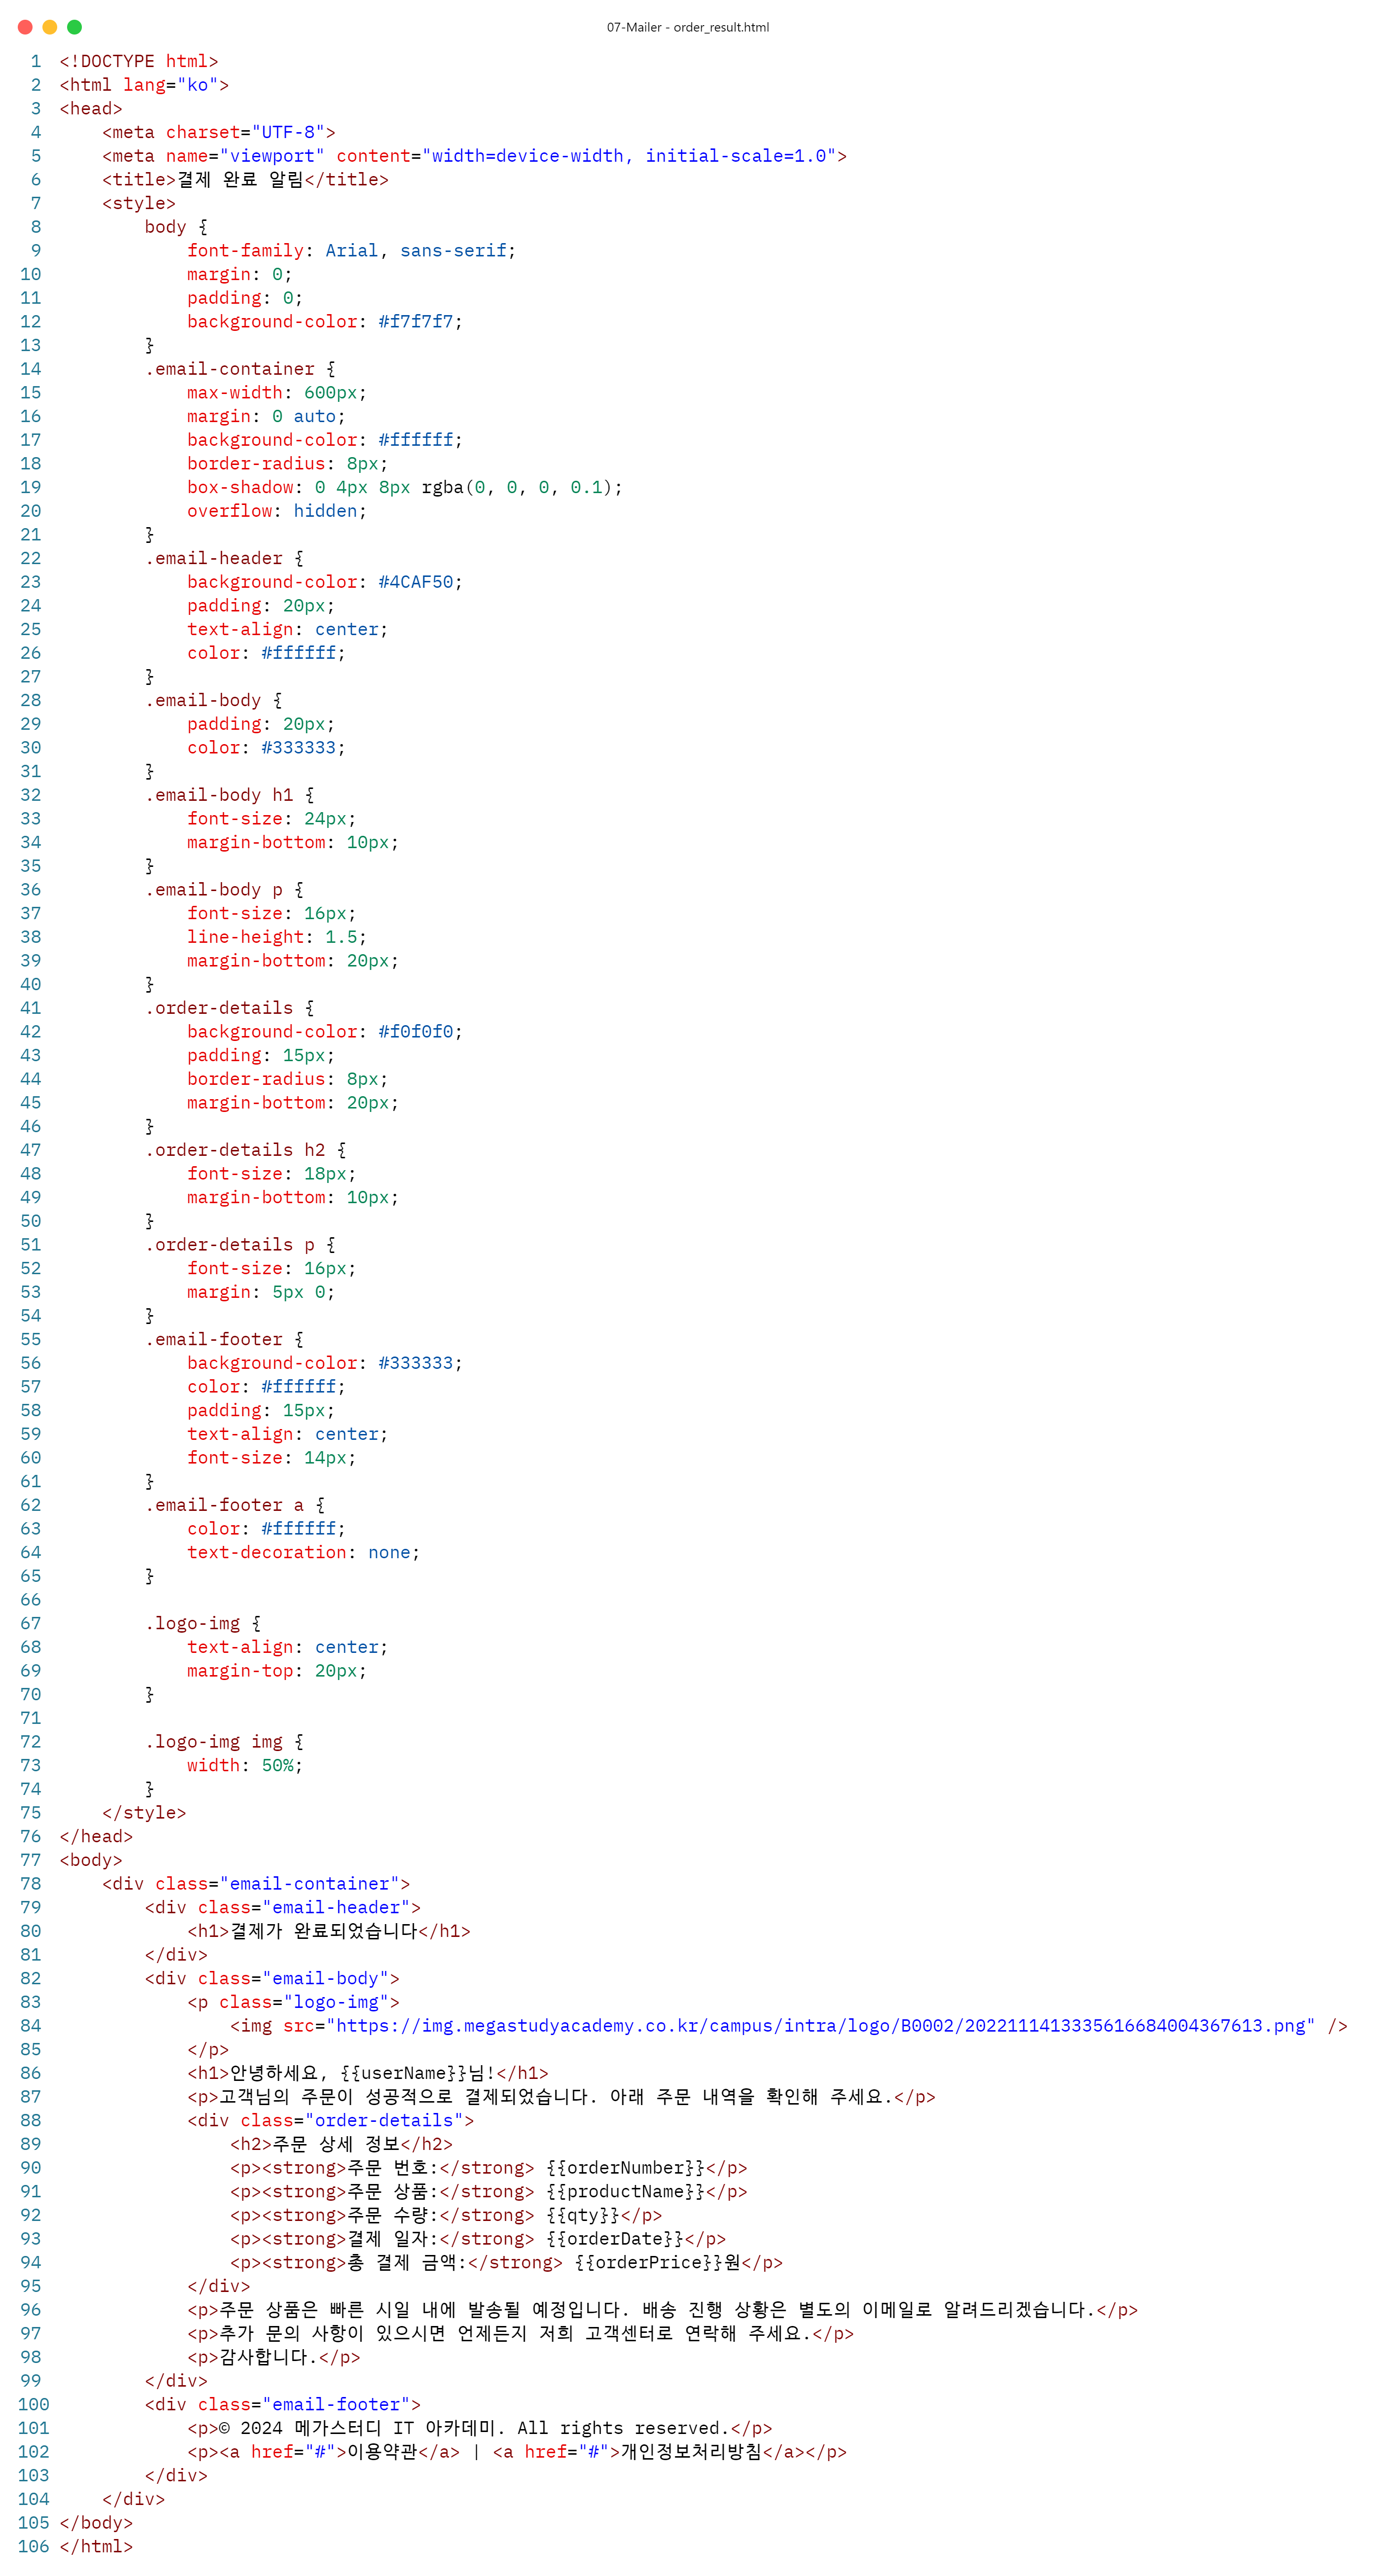 07-Mailer - order_result.html
1 <!DOCTYPE html>
2 <html lang="ko">
3 <head>
4     <meta charset="UTF-8">
5     <meta name="viewport" content="width=device-width, initial-scale=1.0">
6     <title>결제 완료 알림</title>
7     <style>
8         body {
9             font-family: Arial, sans-serif;
10             margin: 0;
11             padding: 0;
12             background-color: #f7f7f7;
13         }
14         .email-container {
15             max-width: 600px;
16             margin: 0 auto;
17             background-color: #ffffff;
18             border-radius: 8px;
19             box-shadow: 0 4px 8px rgba(0, 0, 0, 0.1);
20             overflow: hidden;
21         }
22         .email-header {
23             background-color: #4CAF50;
24             padding: 20px;
25             text-align: center;
26             color: #ffffff;
27         }
28         .email-body {
29             padding: 20px;
30             color: #333333;
31         }
32         .email-body h1 {
33             font-size: 24px;
34             margin-bottom: 10px;
35         }
36         .email-body p {
37             font-size: 16px;
38             line-height: 1.5;
39             margin-bottom: 20px;
40         }
41         .order-details {
42             background-color: #f0f0f0;
43             padding: 15px;
44             border-radius: 8px;
45             margin-bottom: 20px;
46         }
47         .order-details h2 {
48             font-size: 18px;
49             margin-bottom: 10px;
50         }
51         .order-details p {
52             font-size: 16px;
53             margin: 5px 0;
54         }
55         .email-footer {
56             background-color: #333333;
57             color: #ffffff;
58             padding: 15px;
59             text-align: center;
60             font-size: 14px;
61         }
62         .email-footer a {
63             color: #ffffff;
64             text-decoration: none;
65         }
66
67         .logo-img {
68             text-align: center;
69             margin-top: 20px;
70         }
71
72         .logo-img img {
73             width: 50%;
74         }
75     </style>
76 </head>
77 <body>
78     <div class="email-container">
79         <div class="email-header">
80             <h1>결제가 완료되었습니다</h1>
81         </div>
82         <div class="email-body">
83             <p class="logo-img">
84                 <img src="https://img.megastudyacademy.co.kr/campus/intra/logo/B0002/20221114133356166840043676​13.png" />
85             </p>
86             <h1>안녕하세요, {{userName}}님!</h1>
87             <p>고객님의 주문이 성공적으로 결제되었습니다. 아래 주문 내역을 확인해 주세요.</p>
88             <div class="order-details">
89                 <h2>주문 상세 정보</h2>
90                 <p><strong>주문 번호:</strong> {{orderNumber}}</p>
91                 <p><strong>주문 상품:</strong> {{productName}}</p>
92                 <p><strong>주문 수량:</strong> {{qty}}</p>
93                 <p><strong>결제 일자:</strong> {{orderDate}}</p>
94                 <p><strong>총 결제 금액:</strong> {{orderPrice}}원</p>
95             </div>
96             <p>주문 상품은 빠른 시일 내에 발송될 예정입니다. 배송 진행 상황은 별도의 이메일로 알려드리겠습니다.</p>
97             <p>추가 문의 사항이 있으시면 언제든지 저희 고객센터로 연락해 주세요.</p>
98             <p>감사합니다.</p>
99         </div>
100         <div class="email-footer">
101             <p>© 2024 메가스터디 IT 아카데미. All rights reserved.</p>
102             <p><a href="#">이용약관</a> | <a href="#">개인정보처리방침</a></p>
103         </div>
104     </div>
105 </body>
106 </html>